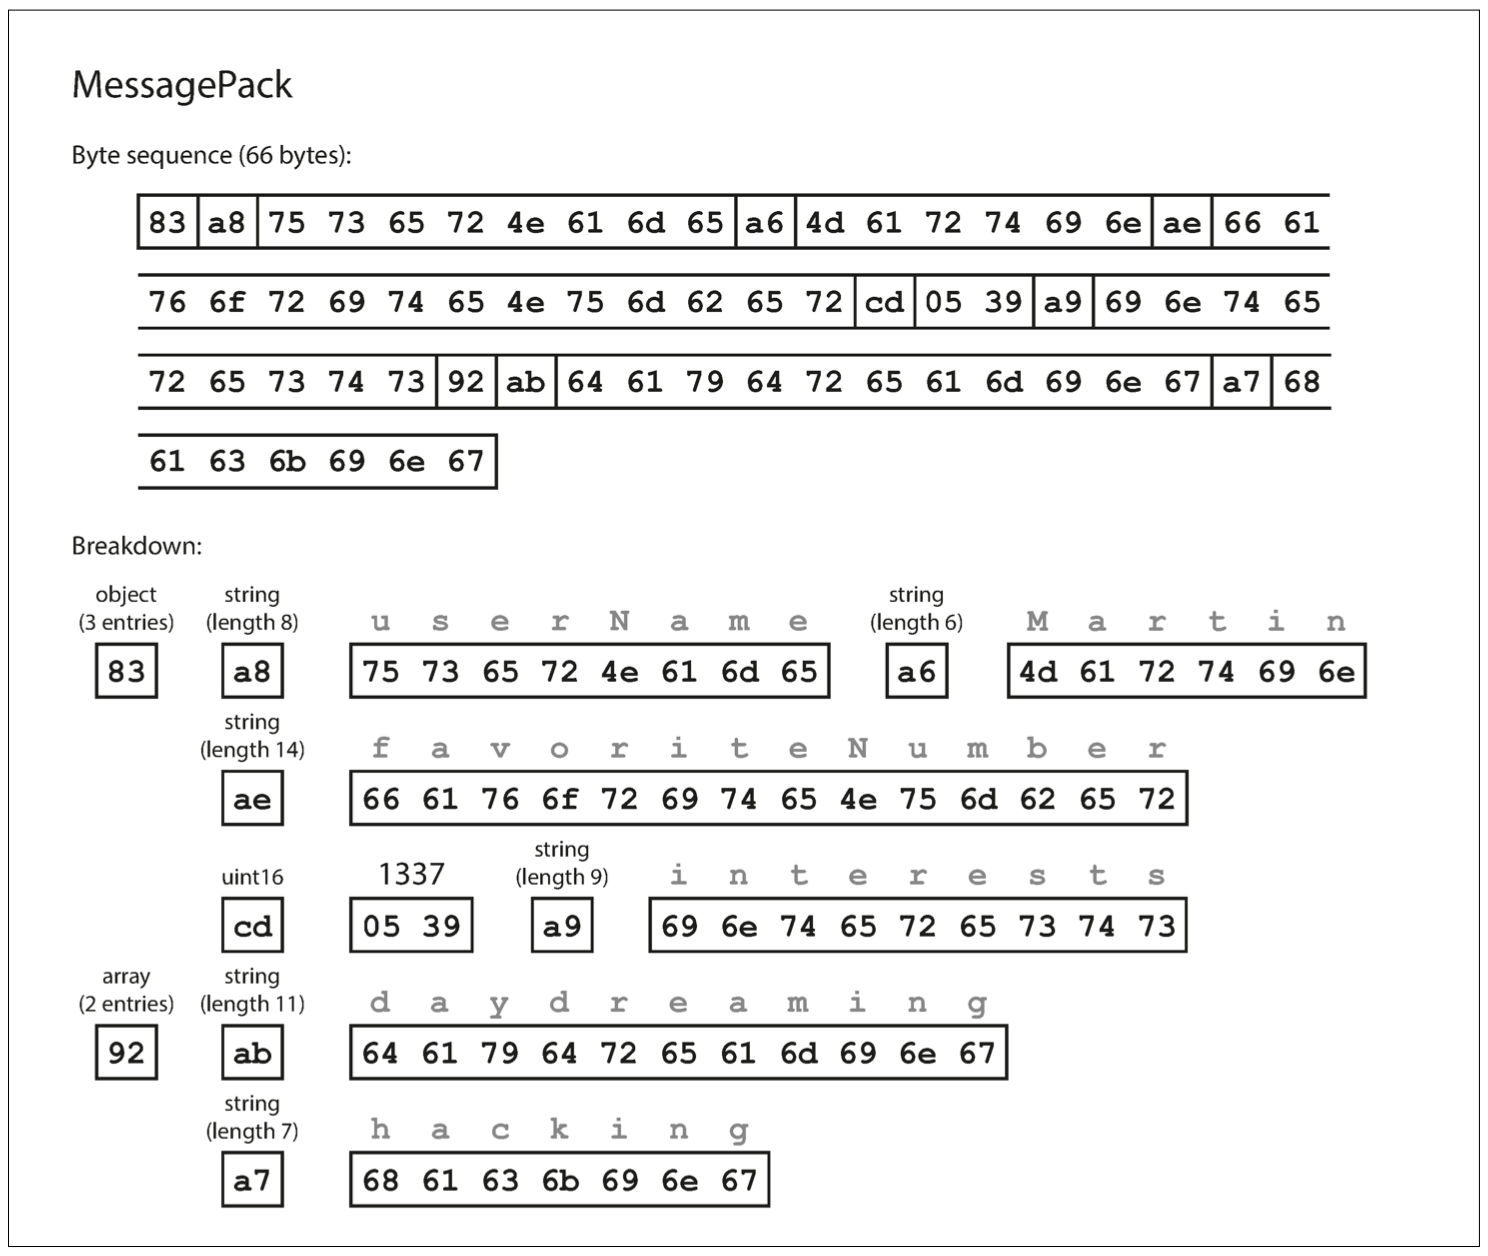 MessagePack
Byte sequence (66 bytes):
83 a8 75 73 65 72 4e 61 6d 65 a6 4d 61 72 74 69 6e ae 66 61
76 6f 72 69 74 65 4e 75 6d 62 65 72 cd 05 39 a9 69 6e 74 65
72 65 73 74 73 92 ab 64 61 79 64 72 65 61 6d 69 6e 67 a7 68
61 63 6b 69 6e 67
Breakdown:
object string string
(3 entries) (length 8) u s e r N a m e (length 6) M a r t i n
83 a8 75 73 65 72 4e 61 6d 65 a6 4d 61 72 74 69 6e
string
(length 14) f a v o r i t e N u m b e r
ae 66 61 76 6f 72 69 74 65 4e 75 6d 62 65 72
string
uint16 1337 (length 9) i n t e r e s t s
cd 05 39 a9 69 6e 74 65 72 65 73 74 73
array string
(2 entries) (length 11) d a y d r e a m i n g
92 ab 64 61 79 64 72 65 61 6d 69 6e 67
string
(length 7) h a c k i n g
a7 68 61 63 6b 69 6e 67